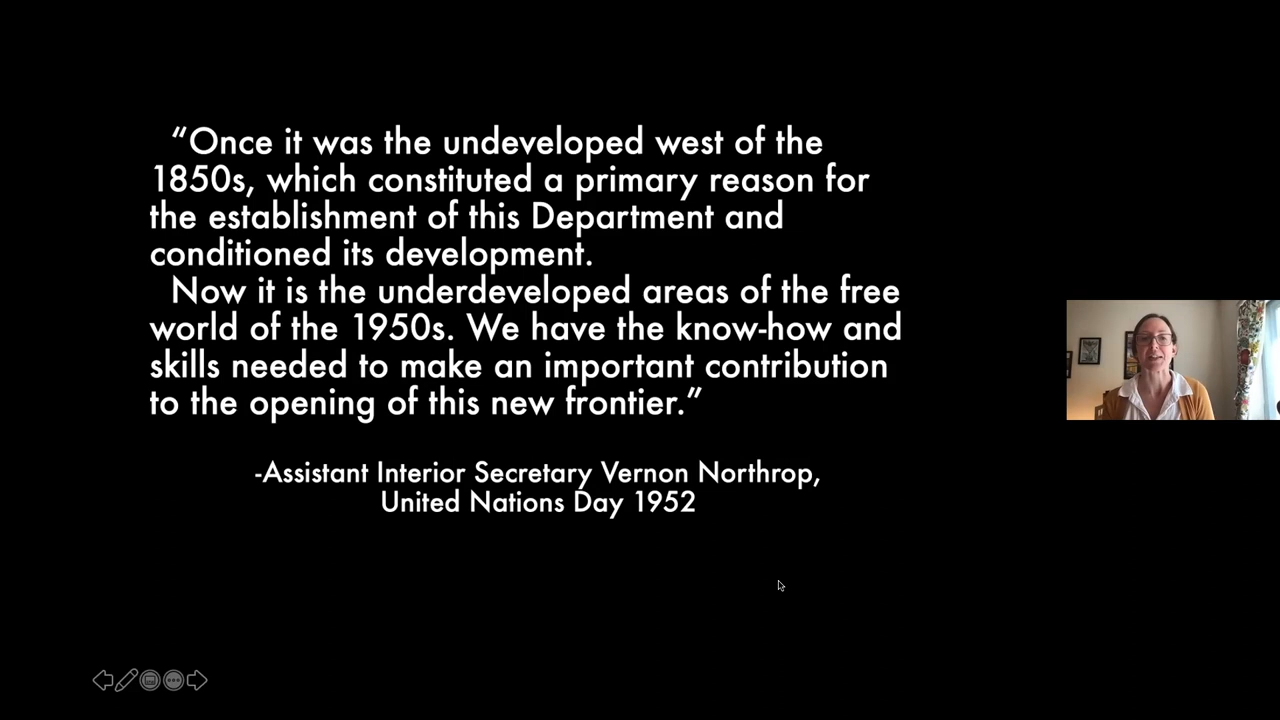 “Once it was the undeveloped west of the
1850s, which constituted a primary reason for
the establishment of this Department and
conditioned its development.
Now it is the underdeveloped areas of the free
world of the 1950s. We have the know-how and
skills needed to make an important contribution
to the opening of this new frontier.”
-Assistant Interior Secretary Vernon Northrop,
United Nations Day 1952